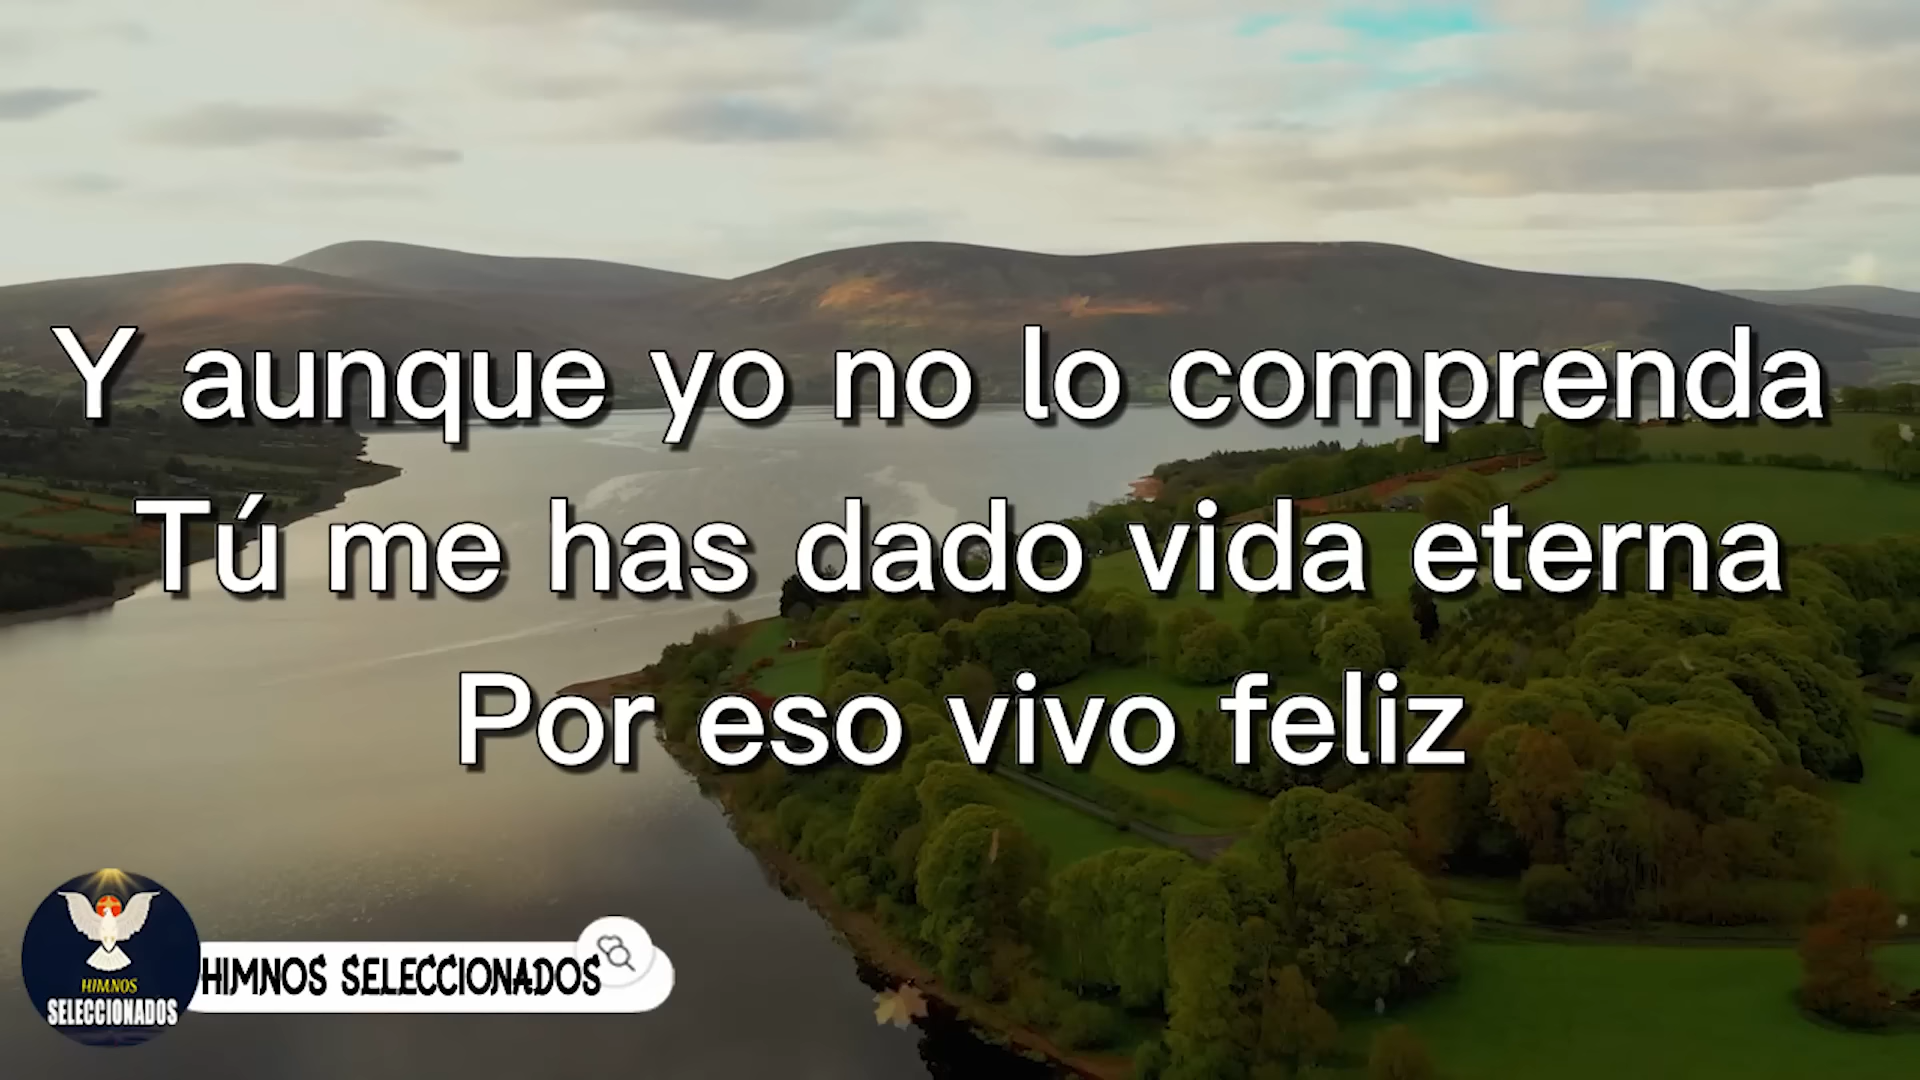 Y aunque yo no lo comprenda
Tú me has dado vida eterna
Por eso vivo feliz
HIMNOS
SELECCIONADOS
HIMNOS SELECCIONADOS